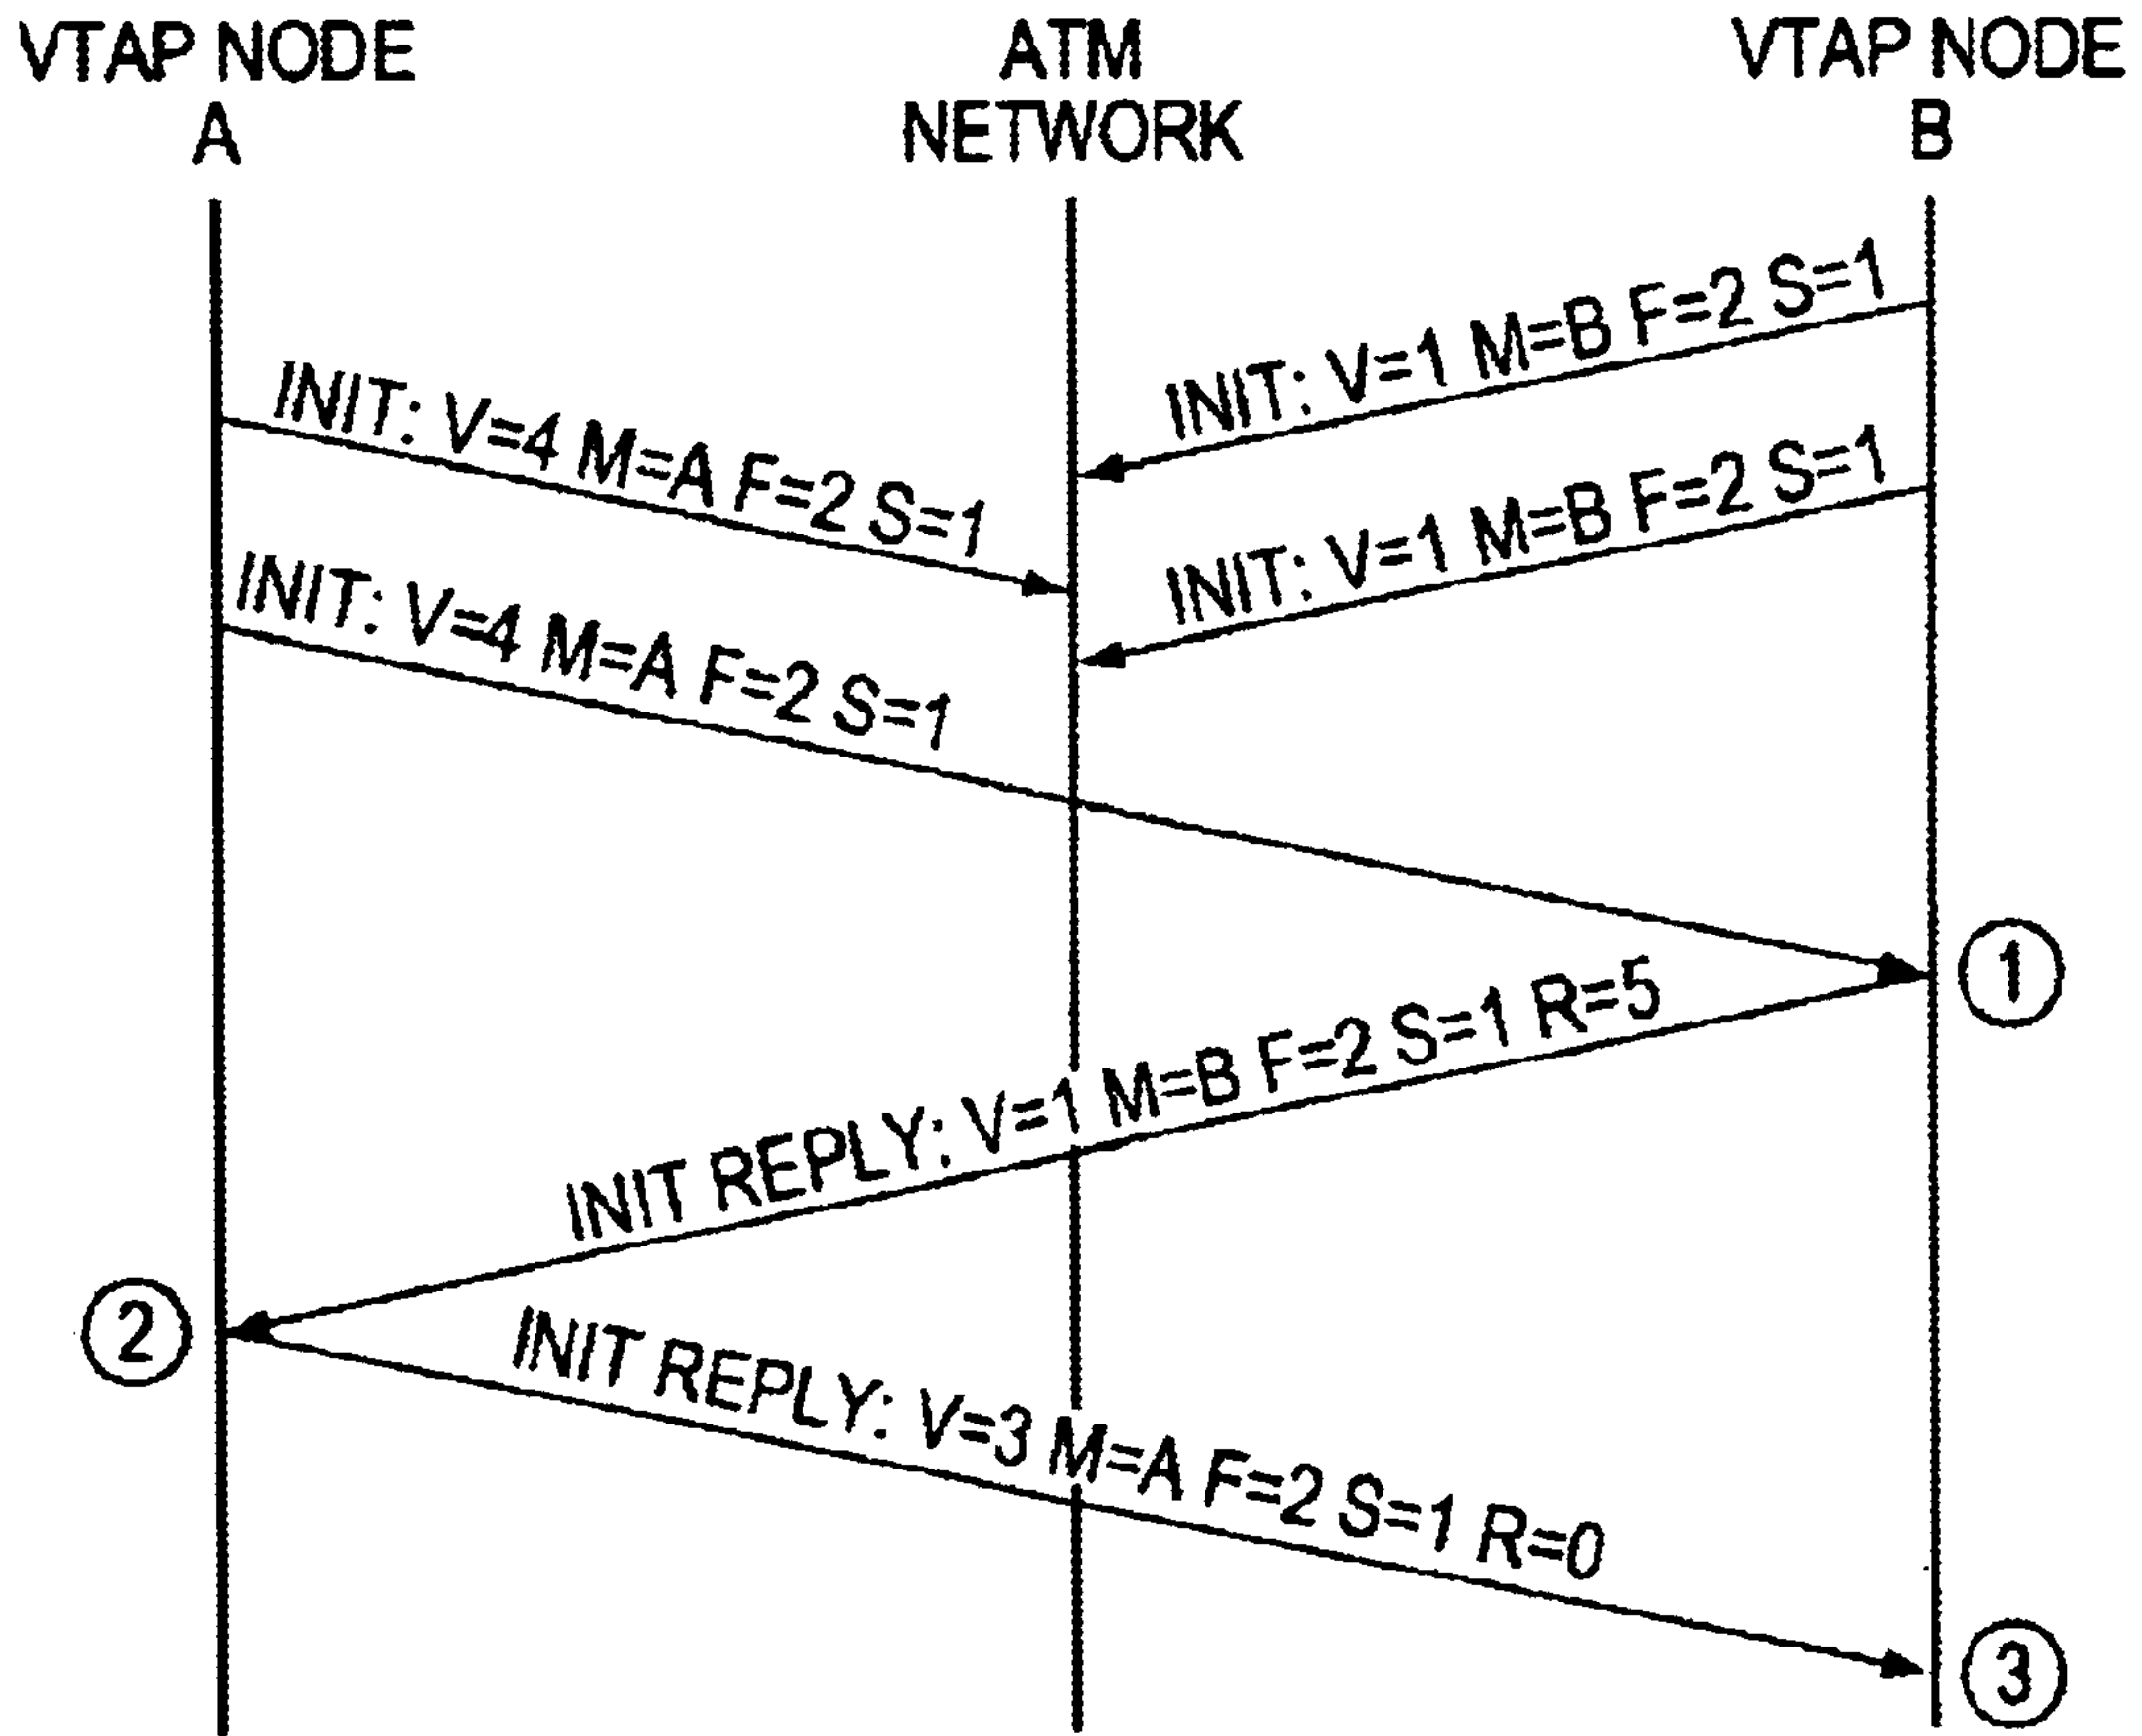 VTAP NODE
A
ATM
NETWORK
VTAP NODE
B
INIT: V=1 M=B F=2 S=1
INIT: V=4 M=A F=2 S=1
INIT: V=1 M=B F=2 S=1
INIT: V=4 M=A F=2 S=1
1
INIT REPLY: V=1 M=B F=2 S=1 R=5
2
INIT REPLY: V=3 M=A F=2 S=1 R=0
3